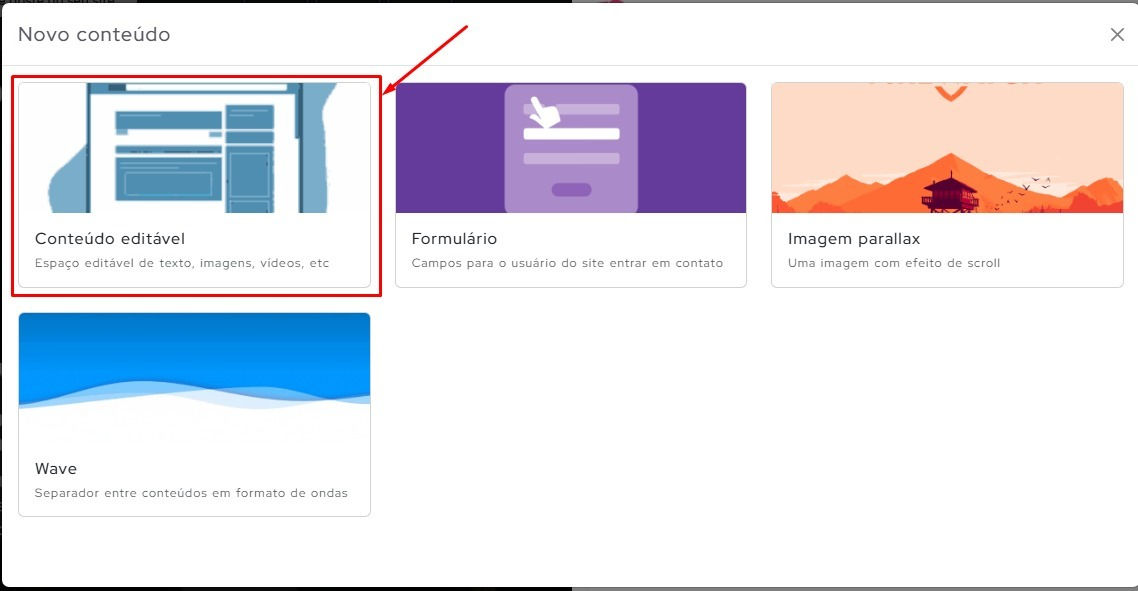 Novo conteúdo
Conteúdo editável
Espaço editável de texto, imagens, vídeos, etc
Formulário
Campos para o usuário do site entrar em contato
Imagem parallax
Uma imagem com efeito de scroll
Wave
Separador entre conteúdos em formato de ondas